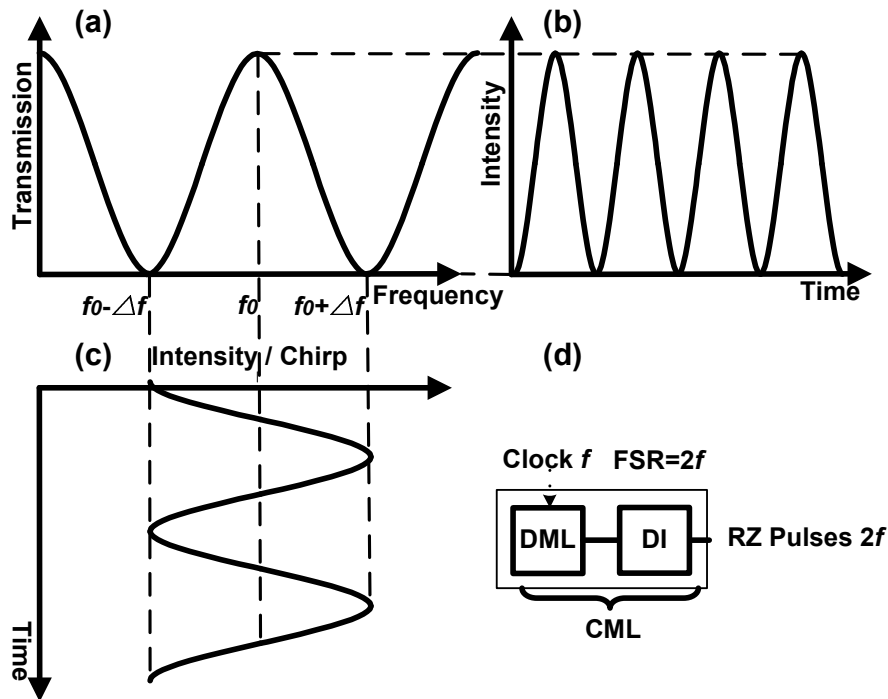 (a)
Transmission
f0-△f
f0
f0+△f
Frequency
(b)
Intensity
Time
(c)
Intensity / Chirp
Time
(d)
Clock f FSR=2f
DML
DI
RZ Pulses 2f
CML